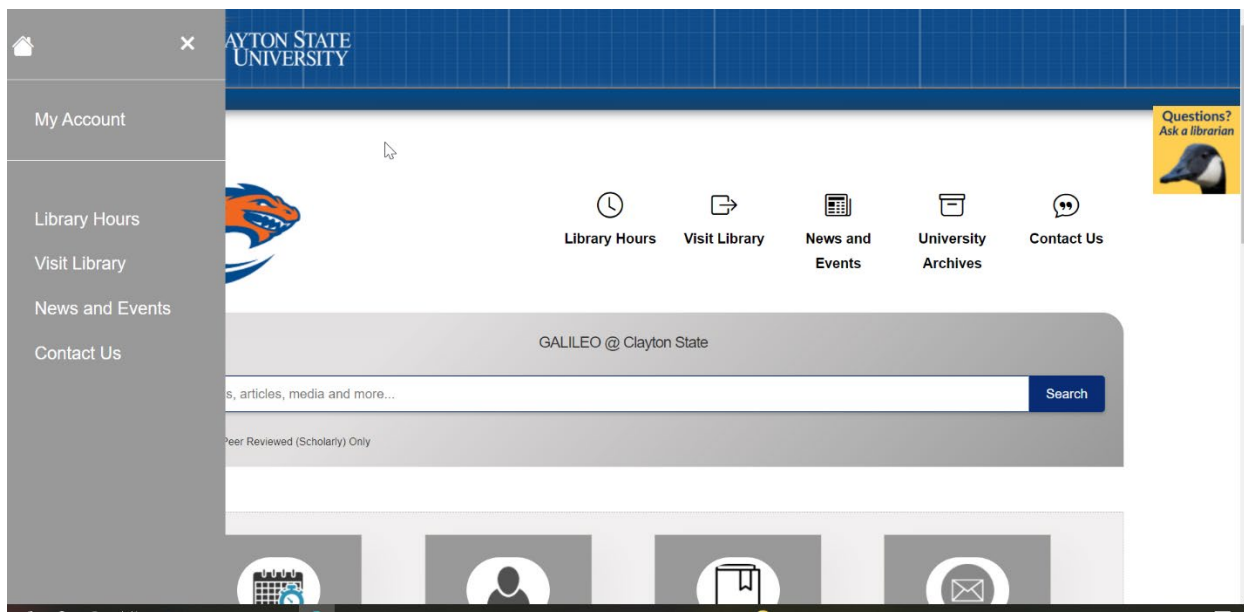 AYTON STATE
UNIVERSITY
My Account
Library Hours
Visit Library
News and Events
Contact Us
Questions?
Ask a librarian
Library Hours
Visit Library
News and
Events
University
Archives
Contact Us
GALILEO @ Clayton State
s, articles, media and more...
Search
Peer Reviewed (Scholarly) Only